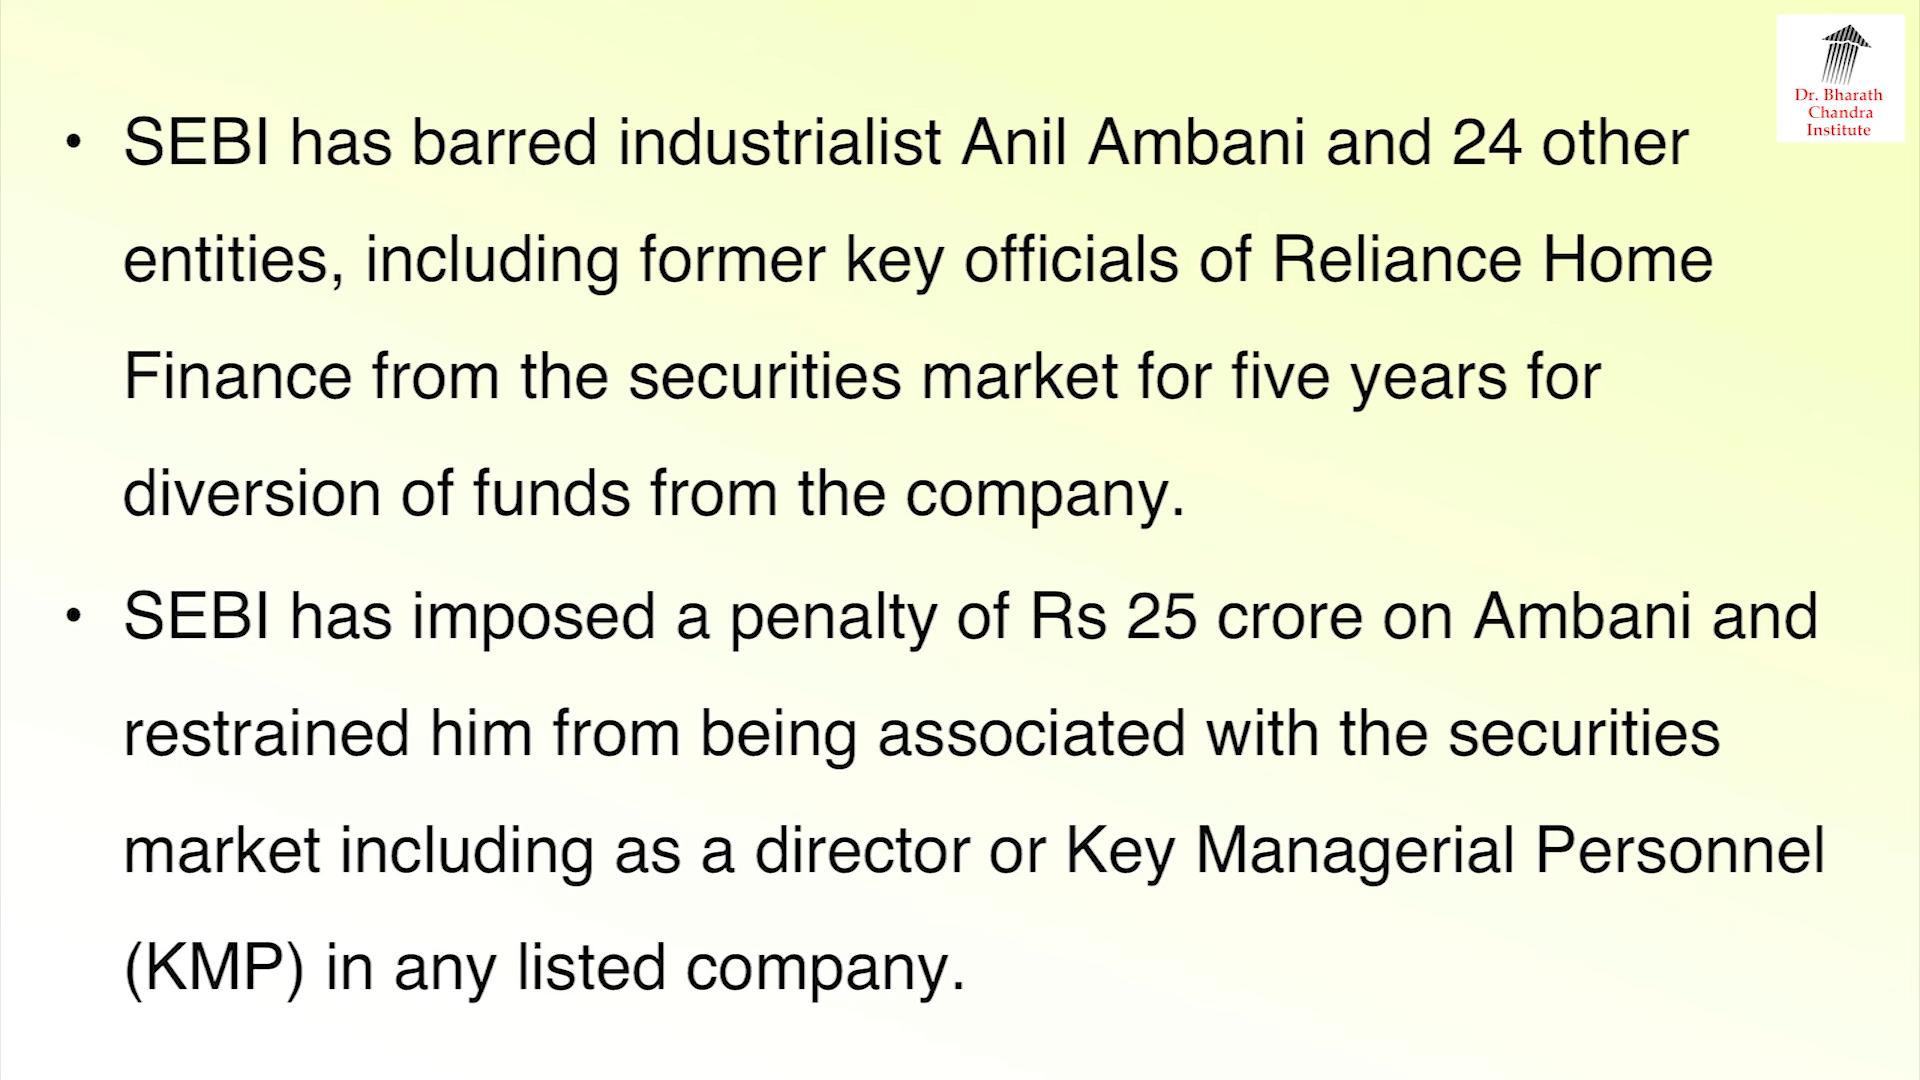 • SEBI has barred industrialist Anil Ambani and 24 other
entities, including former key officials of Reliance Home
Finance from the securities market for five years for
diversion of funds from the company.
• SEBI has imposed a penalty of Rs 25 crore on Ambani and
restrained him from being associated with the securities
market including as a director or Key Managerial Personnel
(KMP) in any listed company.
Dr. Bharath
Chandra
Institute